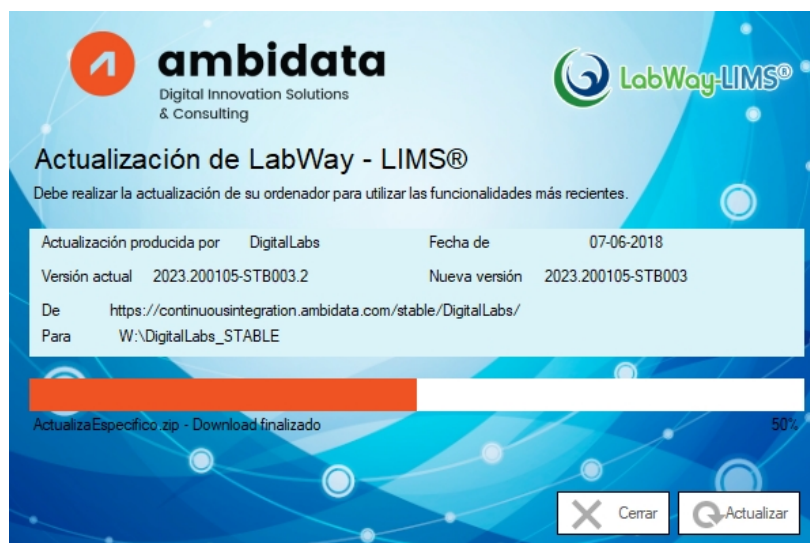 ambidata
Digital Innovation Solutions
& Consulting
LabWay-LIMS®
Actualización de LabWay - LIMS®
Debe realizar la actualización de su ordenador para utilizar las funcionalidades más recientes.
Actualización producida por DigitalLabs Fecha de 07-06-2018
Versión actual 2023.200105-STB003.2 Nueva versión 2023.200105-STB003
De https://continuousintegration.ambidata.com/stable/DigitalLabs/
Para W:\DigitalLabs_STABLE
ActualizaEspecifico.zip - Download finalizado 50%
Cerrar Actualizar